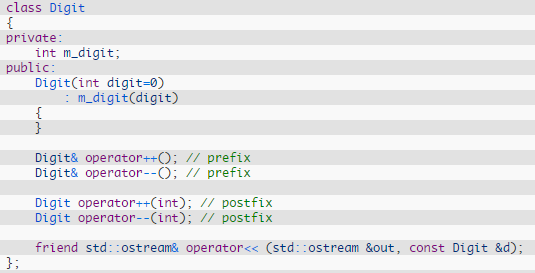 class Digit
{
private:
    int m_digit;
public:
    Digit(int digit=0)
        : m_digit(digit)
    {
    }

    Digit& operator++(); // prefix
    Digit& operator--(); // prefix

    Digit operator++(int); // postfix
    Digit operator--(int); // postfix

    friend std::ostream& operator<< (std::ostream &out, const Digit &d);
};